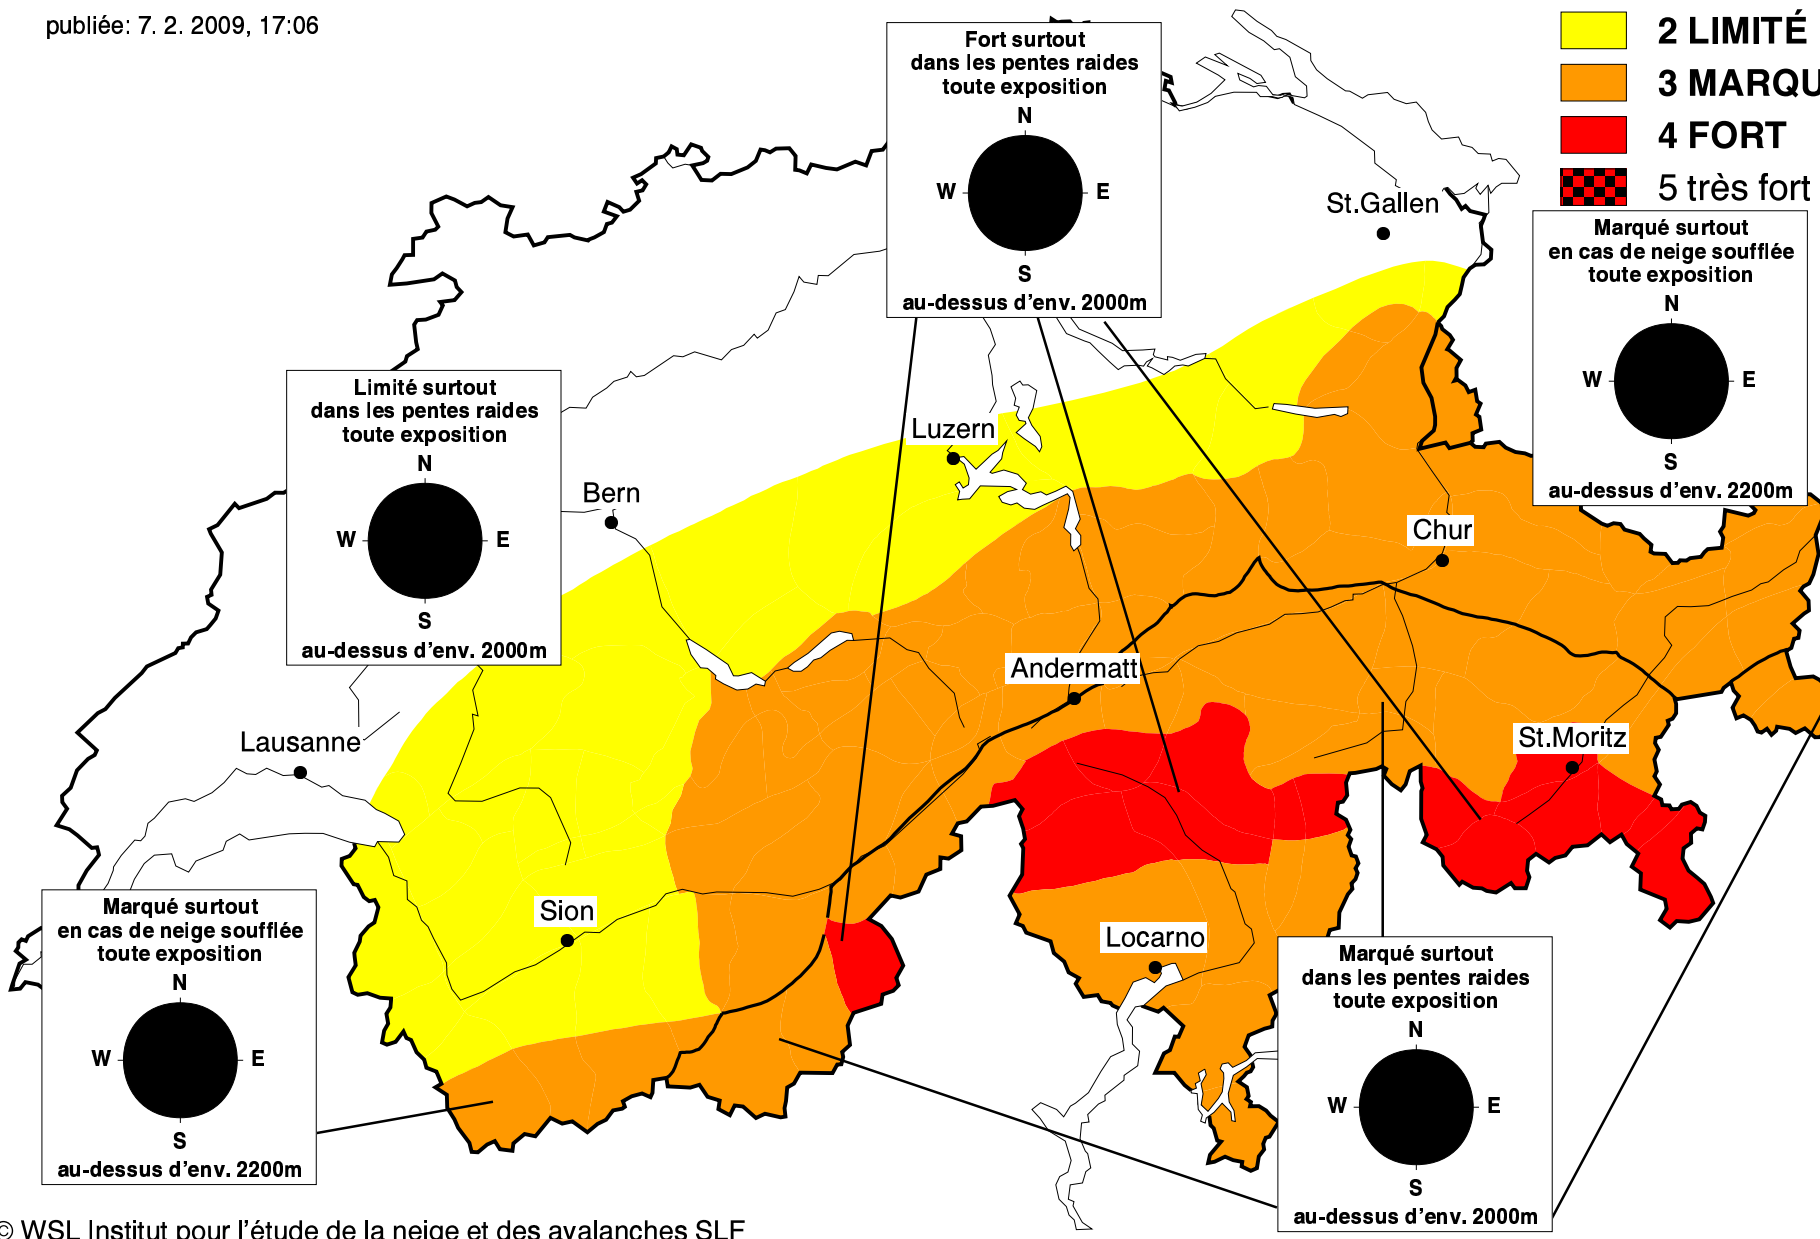 publiée: 7. 2. 2009, 17:06
2 LIMITÉ
3 MARQU
4 FORT
5 très fort
Fort surtout
dans les pentes raides
toute exposition
N
W
E
S
au-dessus d'env. 2000m
St.Gallen
Marqué surtout
en cas de neige soufflée
toute exposition
N
W
E
S
au-dessus d'env. 2200m
Limité surtout
dans les pentes raides
toute exposition
N
W
E
S
au-dessus d'env. 2000m
Luzern
Bern
Chur
Andermatt
St.Moritz
Lausanne
Sion
Locarno
Marqué surtout
en cas de neige soufflée
toute exposition
N
W
E
S
au-dessus d'env. 2200m
Marqué surtout
dans les pentes raides
toute exposition
N
W
E
S
au-dessus d'env. 2000m
© WSL Institut pour l'étude de la neige et des avalanches SLF